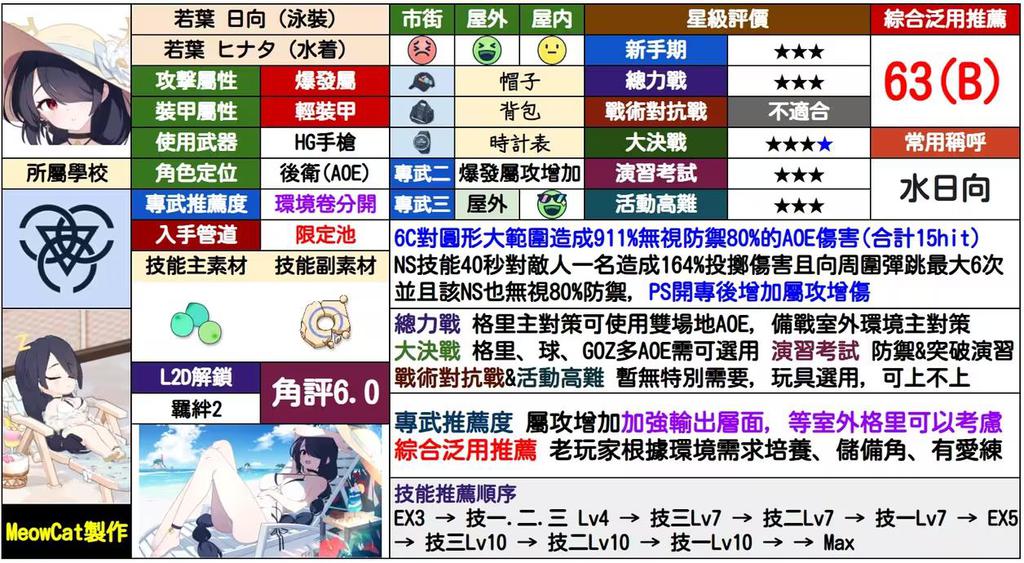 若葉 日向（泳裝）
若葉 ヒナタ（水着）
市街 屋外 屋内
星級評價
綜合泛用推薦
新手期 ★★★
63(B)
攻擊屬性 爆發屬
帽子
總力戰 ★★★
裝甲屬性 輕裝甲
背包
戰術對抗戰 不適合
使用武器 HG手槍
時計表
大決戰 ★★★★
常用稱呼
所屬學校
角色定位 後衛(AOE)
專武二 爆發屬攻增加
演習考試 ★★★
水日向
專武推薦度 環境卷分開
專武三 屋外
活動高難 ★★★
入手管道 限定池
技能主素材 技能副素材
6C對圓形大範圍造成911%無視防禦80%的AOE傷害(合計15hit)
NS技能40秒對敵人一名造成164%投擲傷害且向周圍彈跳最大6次
並且該NS也無視80%防禦，PS開專後增加屬攻增傷
總力戰 格里主對策可使用雙場地AOE，備戰室外環境主對策
大決戰 格里、球、GOZ多AOE需可選用 演習考試 防禦&突破演習
戰術對抗戰&活動高難 暫無特別需要，玩具選用，可上不上
Z
L2D解鎖
羈絆2
角評6.0
專武推薦度 屬攻增加加強輸出層面，等室外格里可以考慮
綜合泛用推薦 老玩家根據環境需求培養、儲備角、有愛練
技能推薦順序
EX3 → 技一.二.三 Lv4 → 技三Lv7 → 技二Lv7 → 技一Lv7 → EX5
→ 技三Lv10 → 技二Lv10 → 技一Lv10 → → Max
MeowCat製作